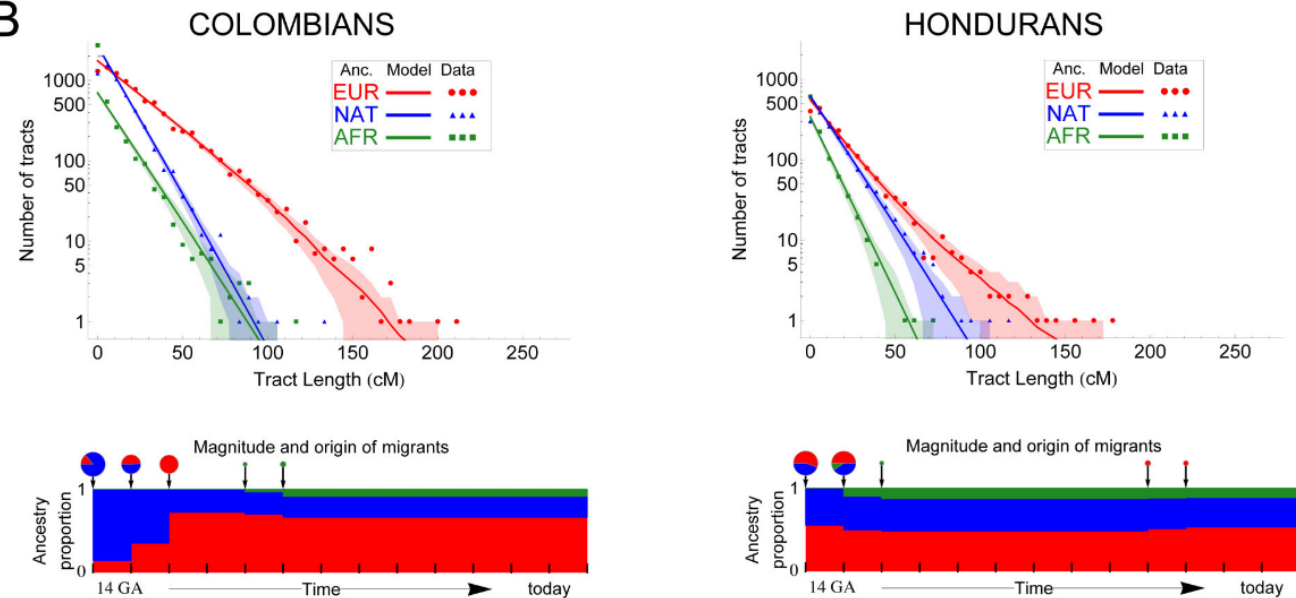 B
COLOMBIANS
Anc. Model Data
EUR
NAT
AFR
Number of tracts
1000
500
100
50
10
5
1
0 50 100 150 200 250
Tract Length (cM)
Magnitude and origin of migrants
Ancestry
proportion
1
0
14 GA Time today
HONDURANS
Anc. Model Data
EUR
NAT
AFR
Number of tracts
1000
500
100
50
10
5
1
0 50 100 150 200 250
Tract Length (cM)
Magnitude and origin of migrants
Ancestry
proportion
1
0
14 GA Time today